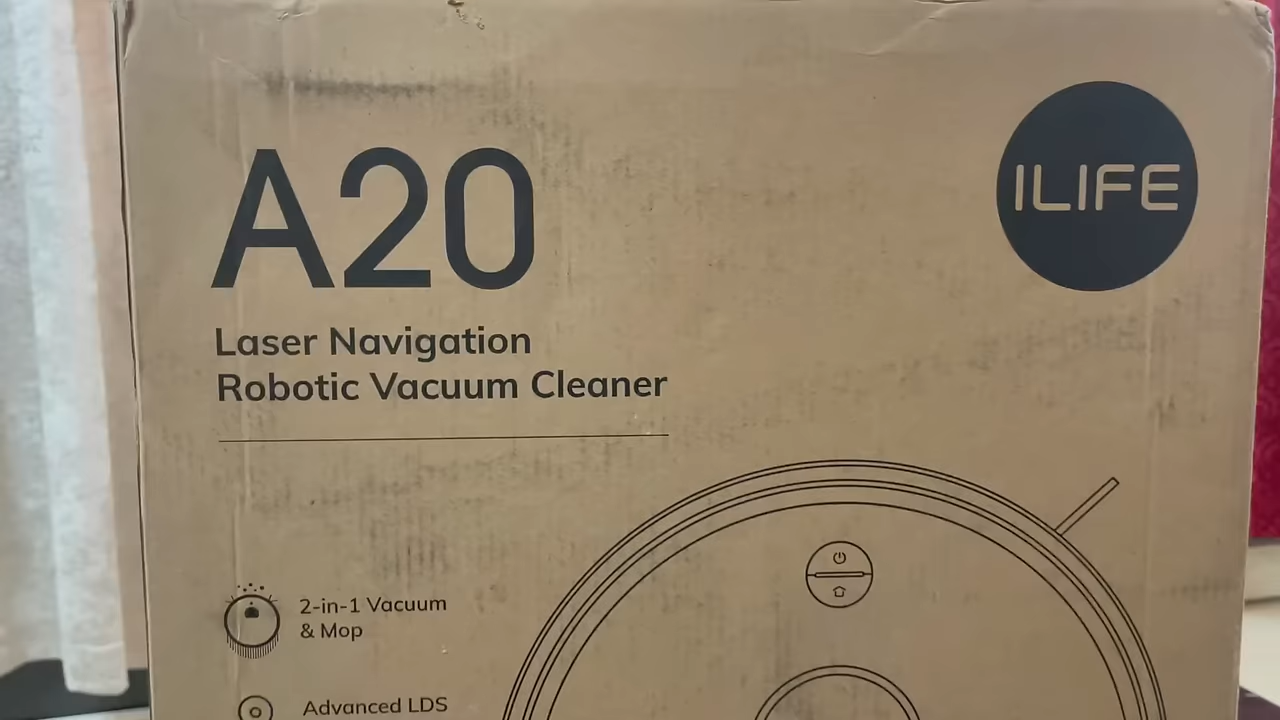 A20
ILIFE
Laser Navigation
Robotic Vacuum Cleaner
2-in-1 Vacuum
& Mop
Advanced LDS